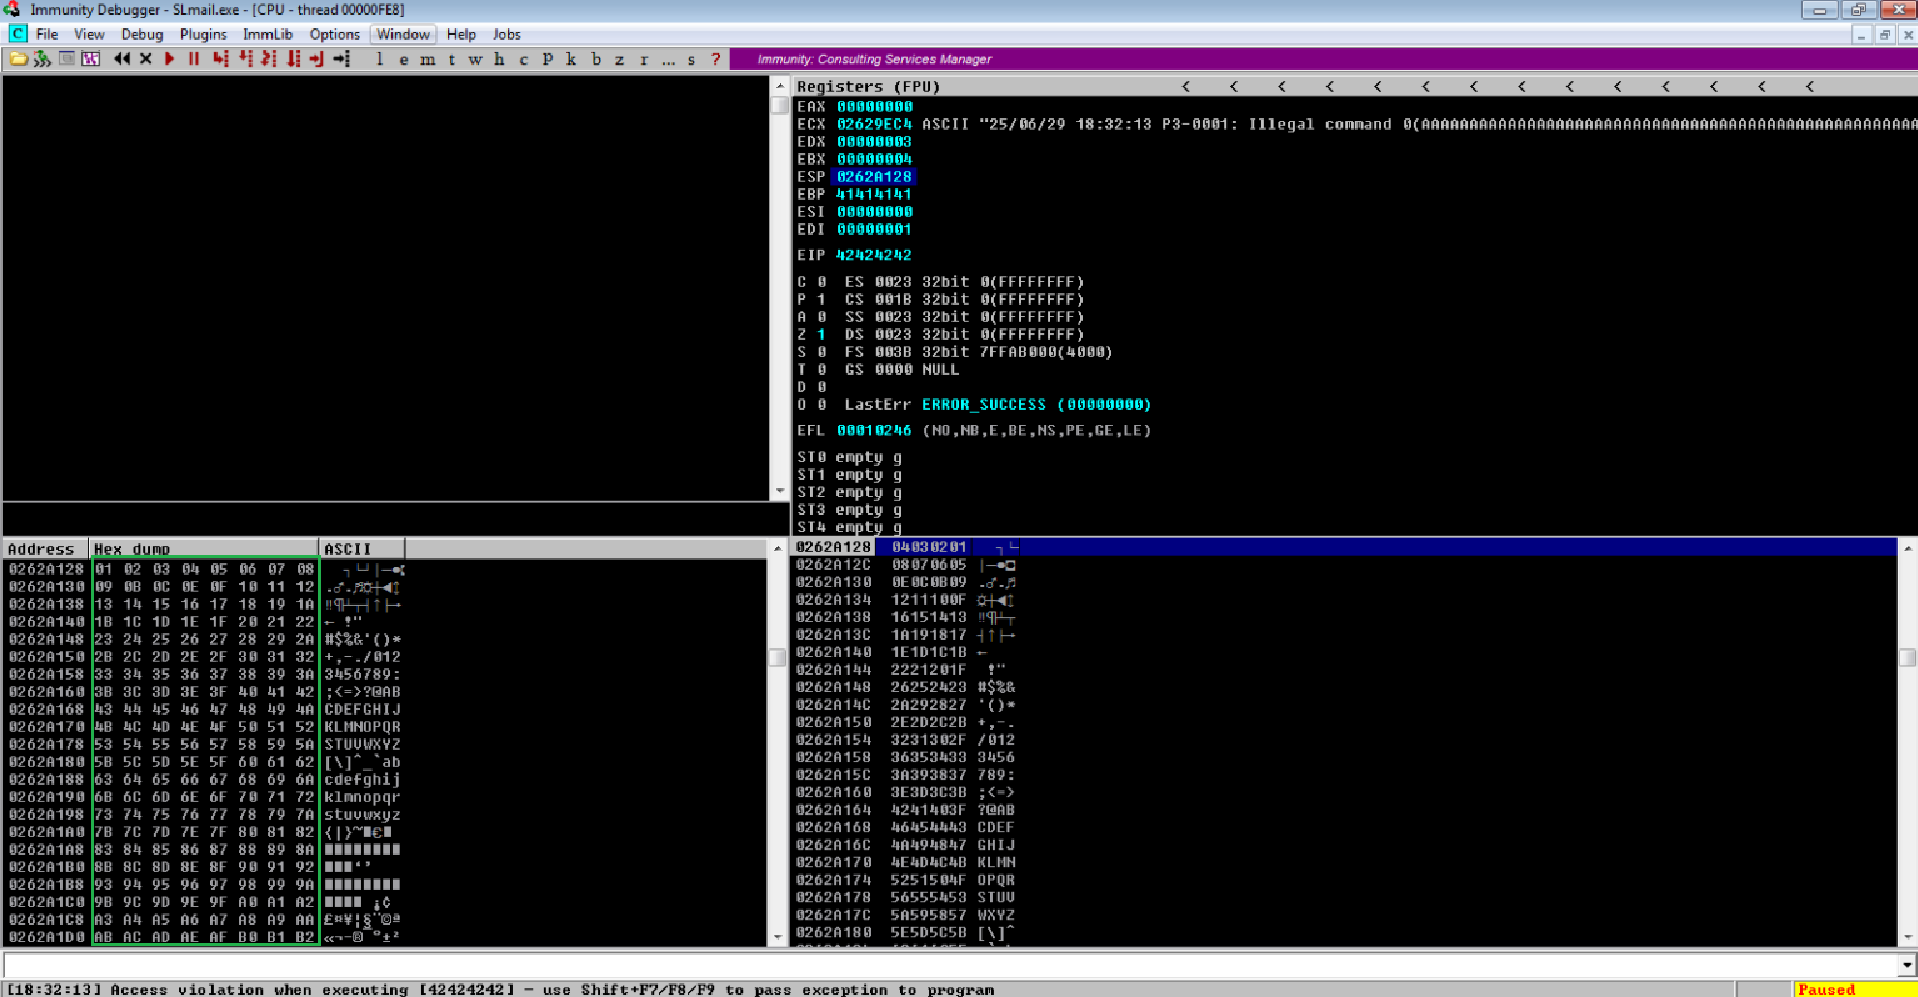 Immunity Debugger - SLmail.exe - [CPU - thread 00000FE8]
C File View Debug Plugins ImmLib Options Window Help Jobs
l e m t w h c P k b z r ... s ? Immunity: Consulting Services Manager
Registers (FPU) < < < < < < < < < < < < < <
EAX 00000000
ECX 02629EC4 ASCII "25/06/29 18:32:13 P3-0001: Illegal command 0(AAAAAAAAAAAAAAAAAAAAAAAAAAAAAAAAAAAAAAAAAAAAAAAAAAAA
EDX 00000003
EBX 00000004
ESP 0262A128
EBP 41414141
ESI 00000000
EDI 00000001
EIP 42424242
C 0 ES 0023 32bit 0(FFFFFFFF)
P 1 CS 001B 32bit 0(FFFFFFFF)
A 0 SS 0023 32bit 0(FFFFFFFF)
Z 1 DS 0023 32bit 0(FFFFFFFF)
S 0 FS 003B 32bit 7FFAB000(4000)
T 0 GS 0000 NULL
D 0
O 0 LastErr ERROR_SUCCESS (00000000)
EFL 00010246 (NO,NB,E,BE,NS,PE,GE,LE)
ST0 empty g
ST1 empty g
ST2 empty g
ST3 empty g
ST4 empty g
Address Hex dump ASCII
0262A128 01 02 03 04 05 06 07 08
0262A130 09 0B 0C 0E 0F 10 11 12
0262A138 13 14 15 16 17 18 19 1A
0262A140 1B 1C 1D 1E 1F 20 21 22 ← !"
0262A148 23 24 25 26 27 28 29 2A #$%&'()*
0262A150 2B 2C 2D 2E 2F 30 31 32 +,-./012
0262A158 33 34 35 36 37 38 39 3A 3456789:
0262A160 3B 3C 3D 3E 3F 40 41 42 ;<=>?@AB
0262A168 43 44 45 46 47 48 49 4A CDEFGHIJ
0262A170 4B 4C 4D 4E 4F 50 51 52 KLMNOPQR
0262A178 53 54 55 56 57 58 59 5A STUVWXYZ
0262A180 5B 5C 5D 5E 5F 60 61 62 [\]^_`ab
0262A188 63 64 65 66 67 68 69 6A cdefghij
0262A190 6B 6C 6D 6E 6F 70 71 72 klmnopqr
0262A198 73 74 75 76 77 78 79 7A stuvwxyz
0262A1A0 7B 7C 7D 7E 7F 80 81 82 {|}~■€■
0262A1A8 83 84 85 86 87 88 89 8A ■■■■■■■■
0262A1B0 8B 8C 8D 8E 8F 90 91 92 ■■■‘’
0262A1B8 93 94 95 96 97 98 99 9A ■■■■■■■■
0262A1C0 9B 9C 9D 9E 9F A0 A1 A2 ■■■■ ¡¢
0262A1C8 A3 A4 A5 A6 A7 A8 A9 AA £¤¥¦§¨©ª
0262A1D0 AB AC AD AE AF B0 B1 B2 «¬-®¯°±²
0262A128 04030201
0262A12C 08070605
0262A130 0E0C0B09
0262A134 1211100F
0262A138 16151413
0262A13C 1A191817
0262A140 1E1D1C1B ←
0262A144 2221201F !"
0262A148 26252423 #$%&
0262A14C 2A292827 '()*
0262A150 2E2D2C2B +,-.
0262A154 3231302F /012
0262A158 36353433 3456
0262A15C 3A393837 789:
0262A160 3E3D3C3B ;<=>
0262A164 4241403F ?@AB
0262A168 46454443 CDEF
0262A16C 4A494847 GHIJ
0262A170 4E4D4C4B KLMN
0262A174 5251504F OPQR
0262A178 56555453 STUV
0262A17C 5A595857 WXYZ
0262A180 5E5D5C5B [\]^
[18:32:13] Access violation when executing [42424242] - use Shift+F7/F8/F9 to pass exception to program
Paused